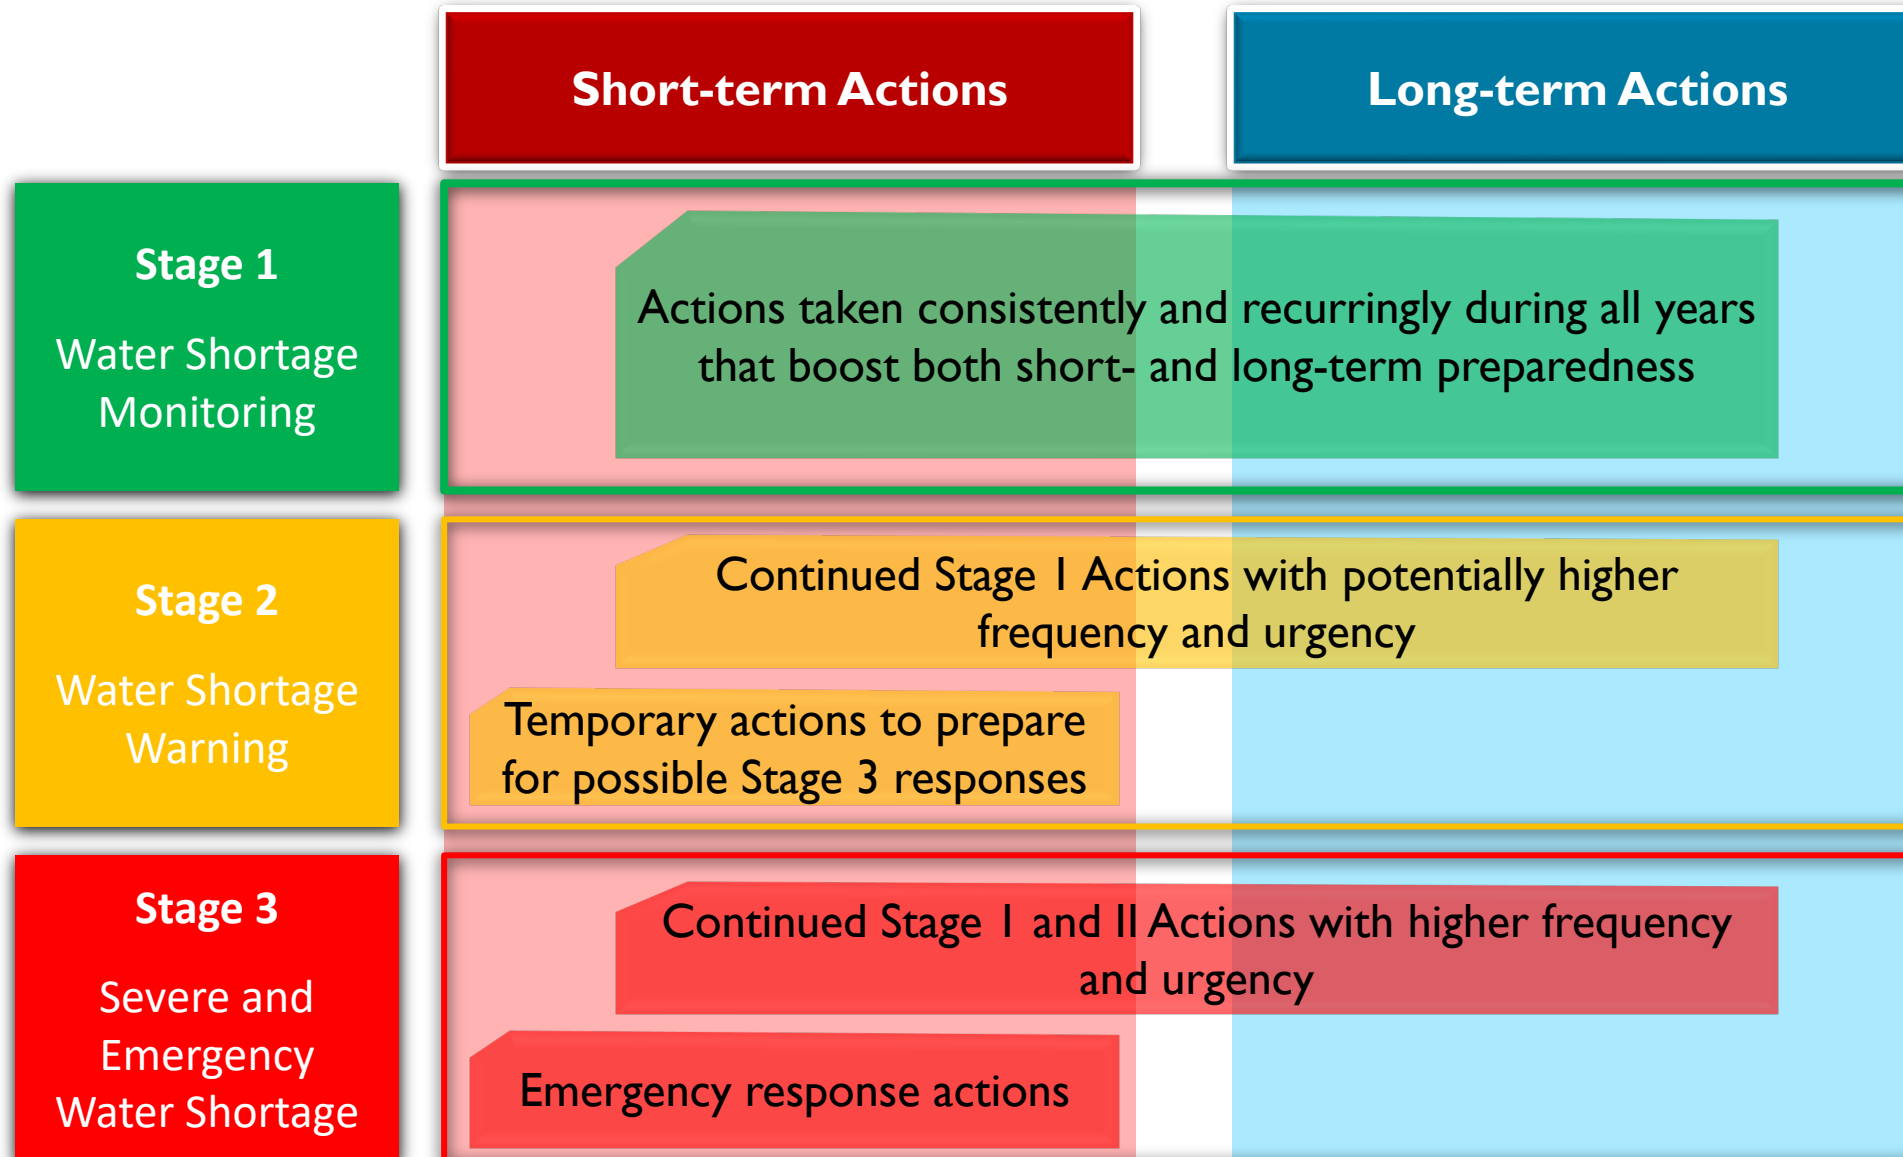 Short-term Actions
Long-term Actions
Stage 1
Water Shortage
Monitoring
Actions taken consistently and recurringly during all years
that boost both short- and long-term preparedness
Stage 2
Water Shortage
Warning
Continued Stage 1 Actions with potentially higher
frequency and urgency
Temporary actions to prepare
for possible Stage 3 responses
Stage 3
Severe and
Emergency
Water Shortage
Continued Stage 1 and II Actions with higher frequency
and urgency
Emergency response actions